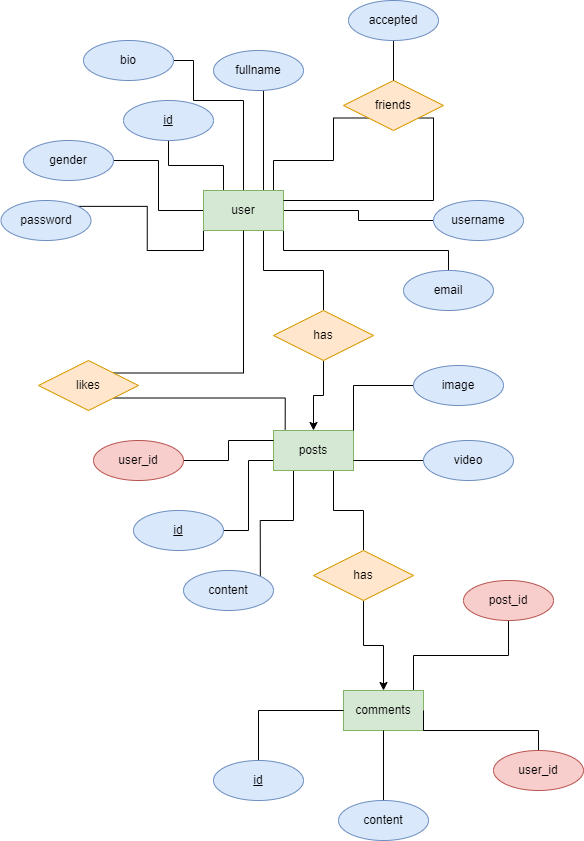 accepted
bio
fullname
friends
id
gender
user
password
username
email
has
likes
image
posts
user_id
video
id
content
has
post_id
comments
user_id
id
content